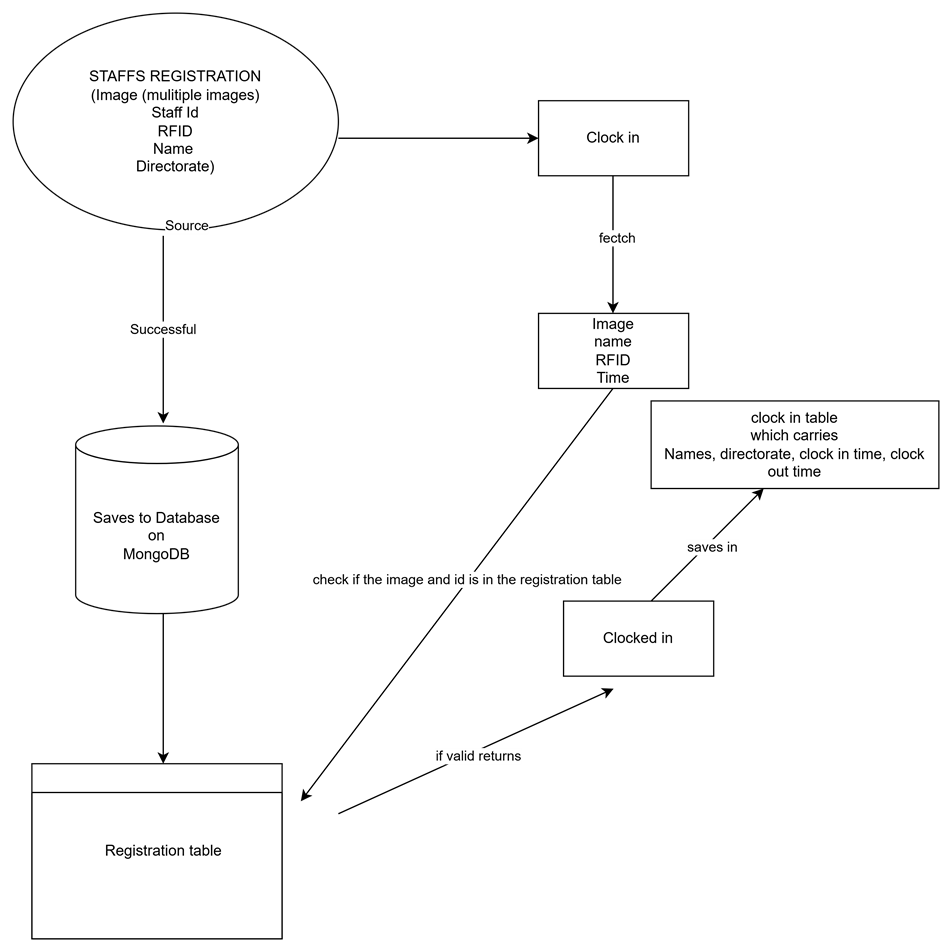 STAFFS REGISTRATION
(Image (mulitiple images)
Staff Id
RFID
Name
Directorate)
Source
Clock in
fectch
Successful
Image
name
RFID
Time
clock in table
which carries
Names, directorate, clock in time, clock
out time
Saves to Database
on
MongoDB
saves in
check if the image and id is in the registration table
Clocked in
if valid returns
Registration table